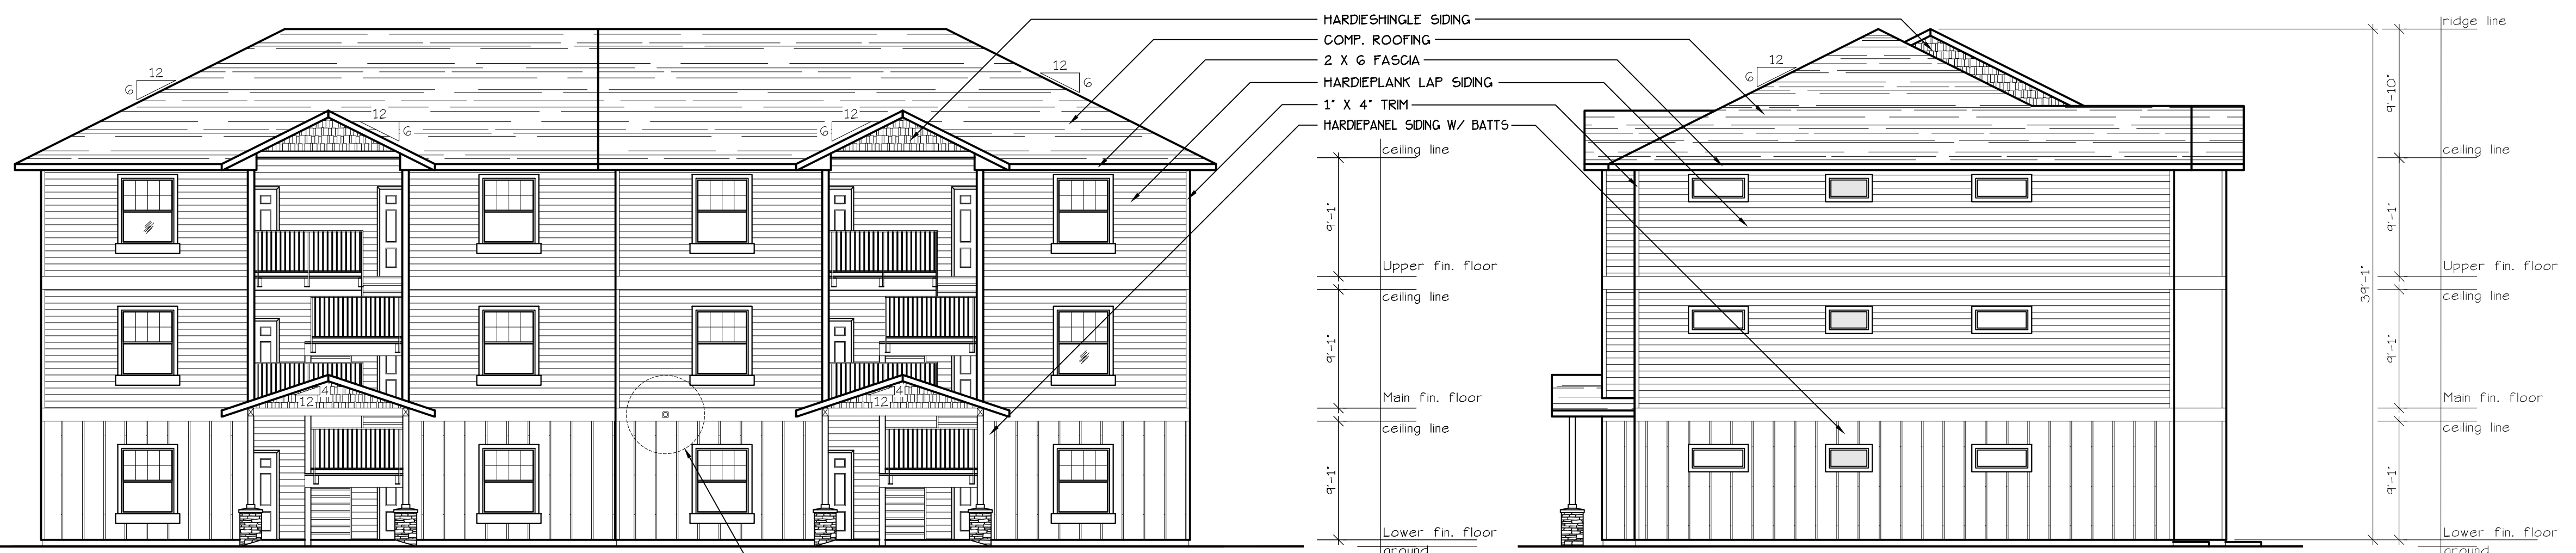 HARDIESHINGLE SIDING
COMP. ROOFING
2 X 6 FASCIA
HARDIEPLANK LAP SIDING
1" X 4" TRIM
HARDIEPANEL SIDING W/ BATTS
12
6
12
6
12
6
12
6
4
12
4
12
ceiling line
9'-1"
Upper fin. floor
ceiling line
9'-1"
Main fin. floor
ceiling line
9'-1"
Lower fin. floor
ground
12
6
ridge line
9'-10"
ceiling line
9'-1"
Upper fin. floor
39'-1"
ceiling line
9'-1"
Main fin. floor
ceiling line
9'-1"
Lower fin. floor
ground